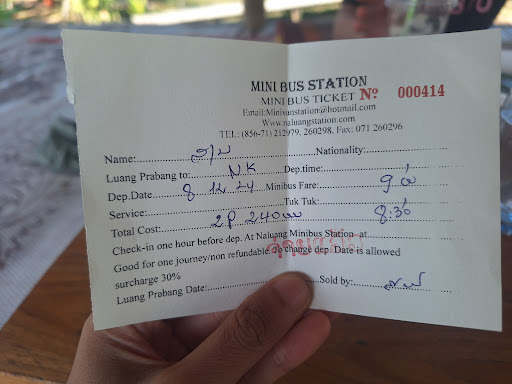 MINI BUS STATION
MINI BUS TICKET Nº 000414
Email:Minivanstation@hotmail.com
Www.naluangstation.com
TEL: (856-71) 212979, 260298, Fax: 071 260296
Name: Nationality:
Luang Prabang to: NK Dep.time:
Dep.Date 8 12 24 Minibus Fare: 9
Service: Tuk Tuk:
Total Cost: 2P 240 8:30
Check-in one hour before dep. At Naluang Minibus Station at
Good for one journey/non refundable to change dep. Date is allowed
surcharge 30%
Luang Prabang Date: Sold by: